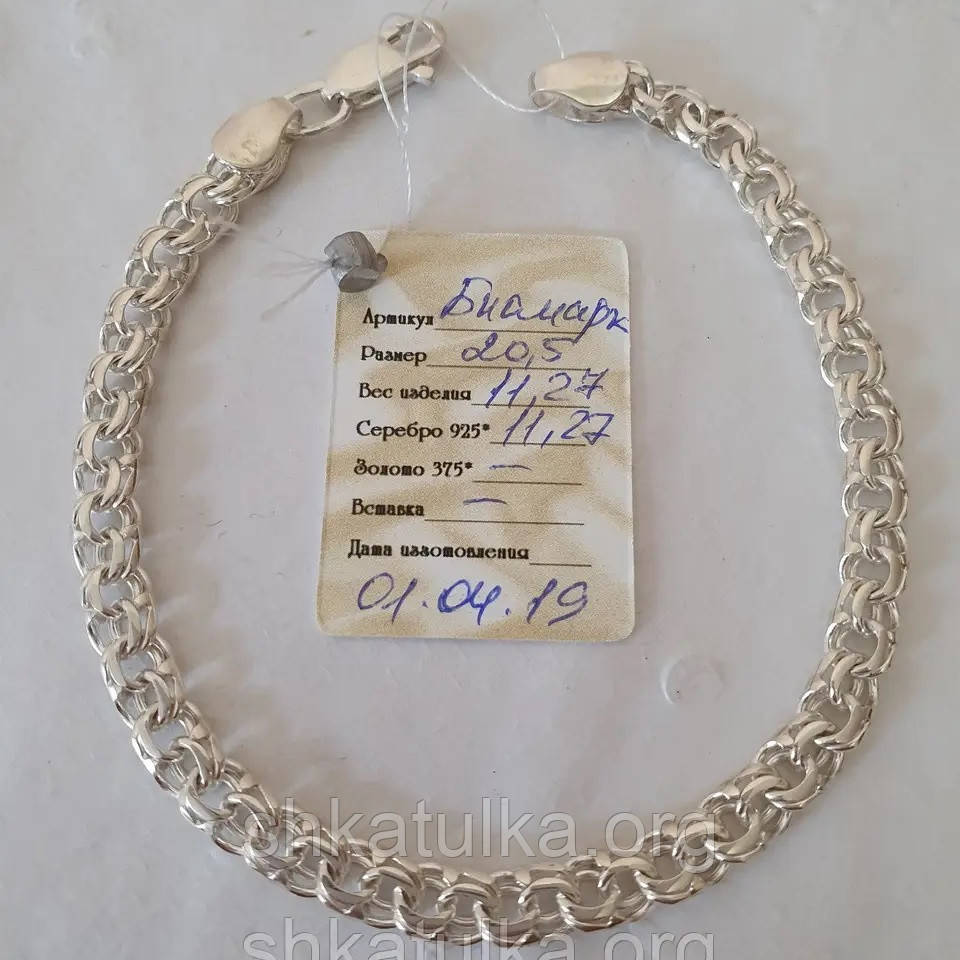 Артикул Бисмарк
Размер 20,5
Вес изделия 11,27
Серебро 925* 11,27
Золото 375* —
Вставка —
Дата изготовления
01.04.19
shkatulka.org
shkatulka.org